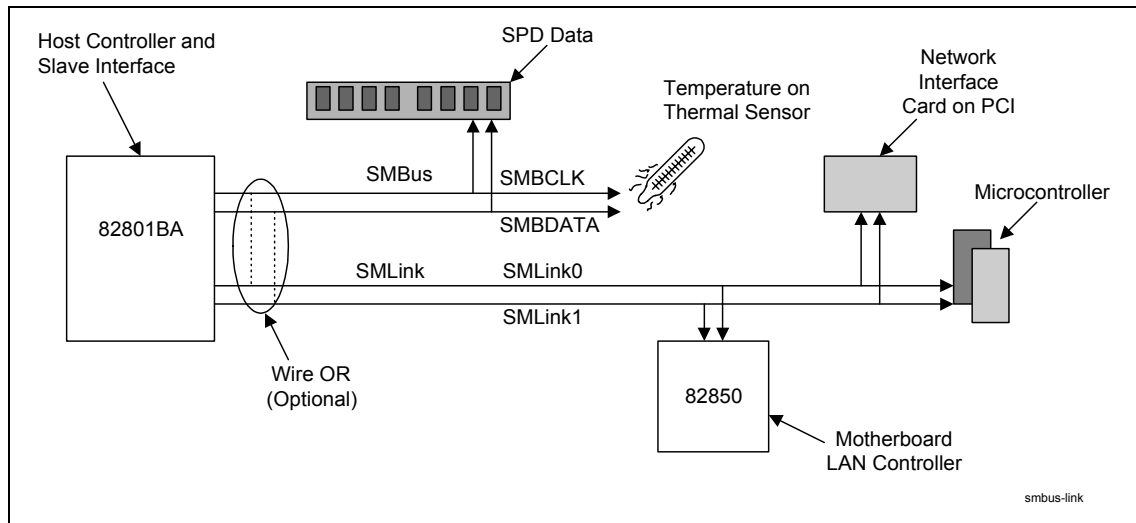 Host Controller and
Slave Interface
SPD Data
Temperature on
Thermal Sensor
Network
Interface
Card on PCI
Microcontroller
82801BA
SMBus
SMBCLK
SMBDATA
SMLink
SMLink0
SMLink1
Wire OR
(Optional)
82850
Motherboard
LAN Controller
smbus-link